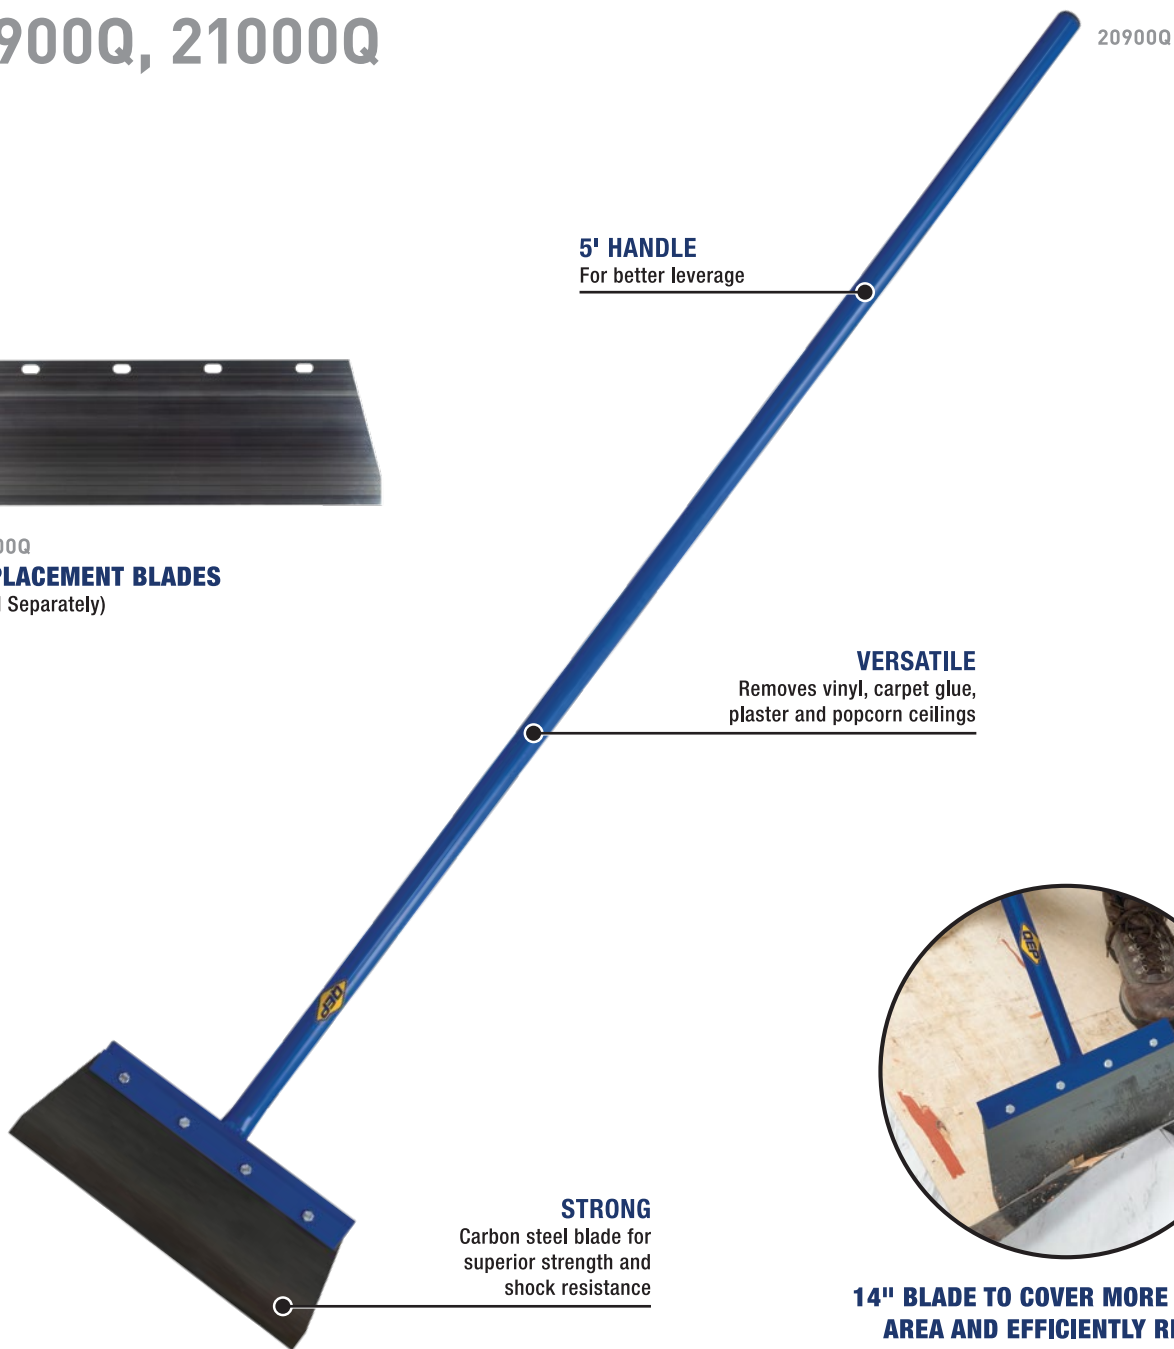 900Q, 21000Q
20900Q
5' HANDLE
For better leverage
00Q
PLACEMENT BLADES
Separately)
VERSATILE
Removes vinyl, carpet glue,
plaster and popcorn ceilings
QEP
QEP
STRONG
Carbon steel blade for
superior strength and
shock resistance
14" BLADE TO COVER MORE
AREA AND EFFICIENTLY